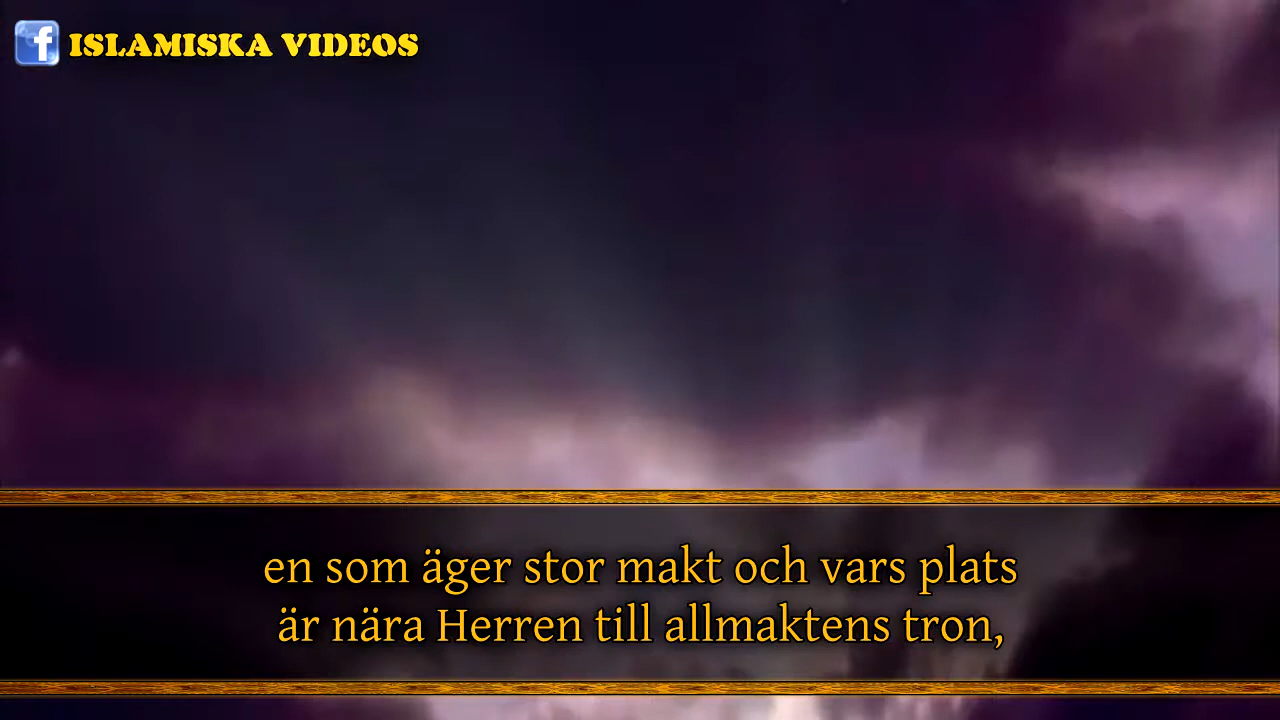 ISLAMISKA VIDEOS
en som äger stor makt och vars plats
är nära Herren till allmaktens tron,